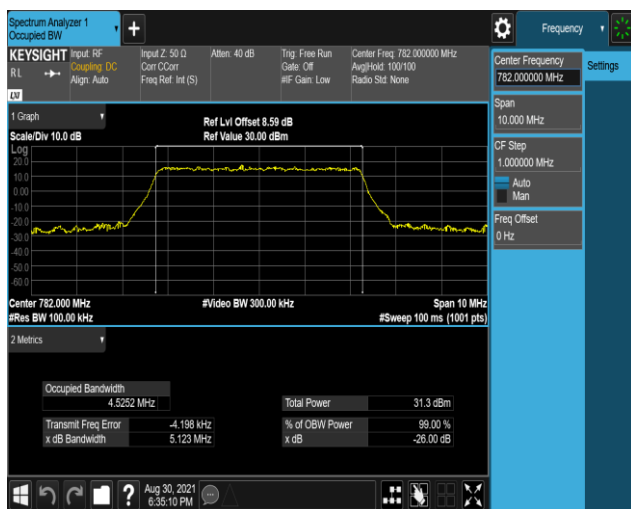 Spectrum Analyzer 1
Occupied BW
Frequency
KEYSIGHT
RL
LXI
Input: RF
Coupling: DC
Align: Auto
Input Z: 50 Ω
Corr CCorr
Freq Ref: Int (S)
Atten: 40 dB
Trig: Free Run
Gate: Off
#IF Gain: Low
Center Freq: 782.000000 MHz
Avg|Hold: 100/100
Radio Std: None
Center Frequency
782.000000 MHz
Settings
Span
10.000 MHz
CF Step
1.000000 MHz
Auto
Man
Freq Offset
0 Hz
1 Graph
Scale/Div 10.0 dB
Ref Lvl Offset 8.59 dB
Ref Value 30.00 dBm
Log
20.0
10.0
0.00
-10.0
-20.0
-30.0
-40.0
-50.0
-60.0
Center 782.000 MHz
#Video BW 300.00 kHz
Span 10 MHz
#Res BW 100.00 kHz
#Sweep 100 ms (1001 pts)
2 Metrics
Occupied Bandwidth
4.5252 MHz
Total Power
31.3 dBm
Transmit Freq Error
-4.198 kHz
% of OBW Power
99.00 %
x dB Bandwidth
5.123 MHz
x dB
-26.00 dB
Aug 30, 2021
6:35:10 PM